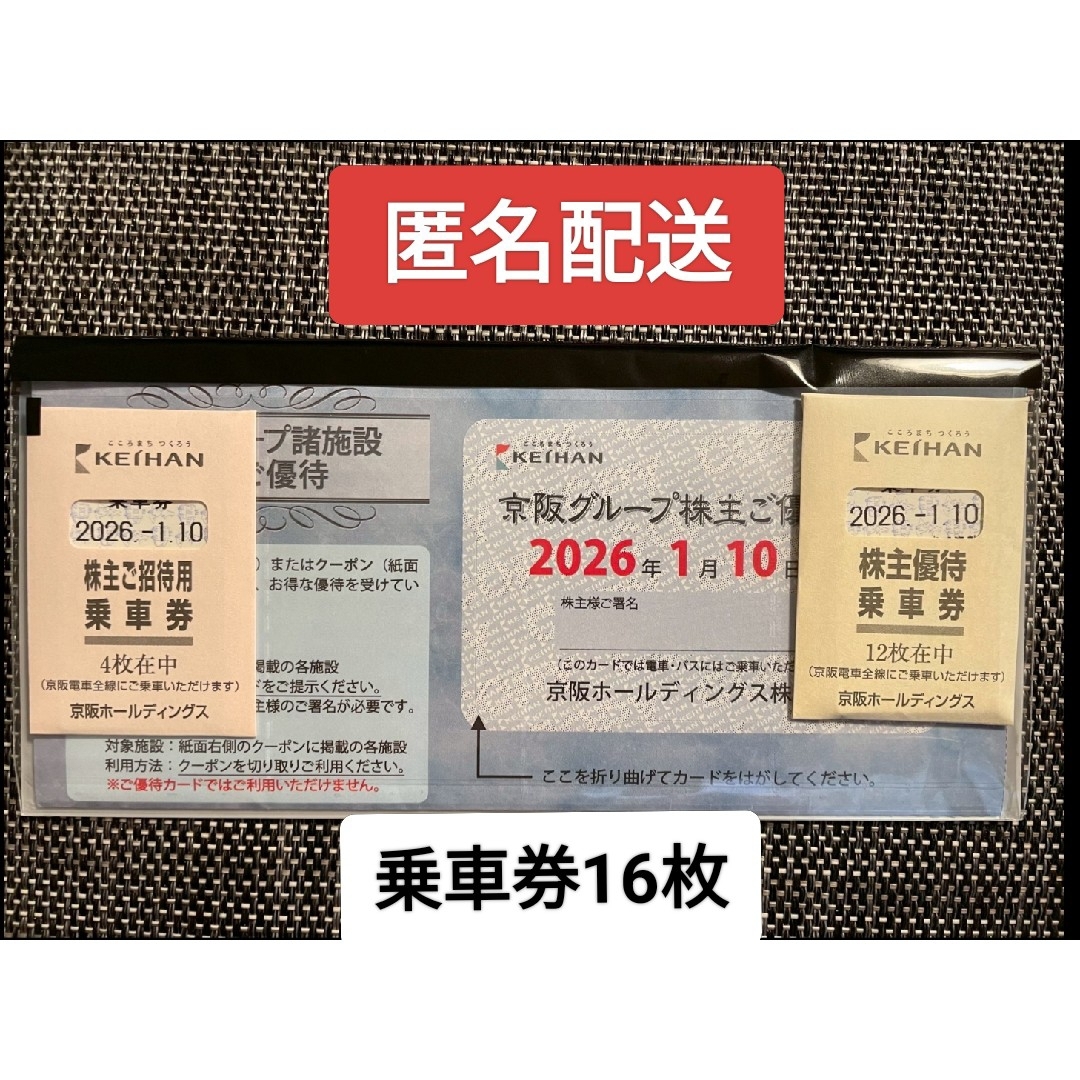 匿名配送
こころまち つくろう
KEIHAN
乗車券
2026.-1.10
株主ご招待用
乗車券
4枚在中
(京阪電車全線にご乗車いただけます)
京阪ホールディングス
ープ諸施設
ご優待
)またはクーポン(紙面
、お得な優待を受けてい
掲載の各施設
ドをご提示ください。
主様のご署名が必要です。
対象施設:紙面右側のクーポンに掲載の各施設
利用方法:クーポンを切り取りご利用ください。
※ご優待カードではご利用いただけません。
こころまち つくろう
KEIHAN
京阪グループ株主ご優
2026年1月10日
株主様ご署名
(このカードでは電車・バスにはご乗車いただ
京阪ホールディングス株
ここを折り曲げてカードをはがしてください。
こころまち つくろう
KEIHAN
2026.-1.10
株主優待
乗車券
12枚在中
(京阪電車全線にご乗車いただけます)
京阪ホールディングス
乗車券16枚